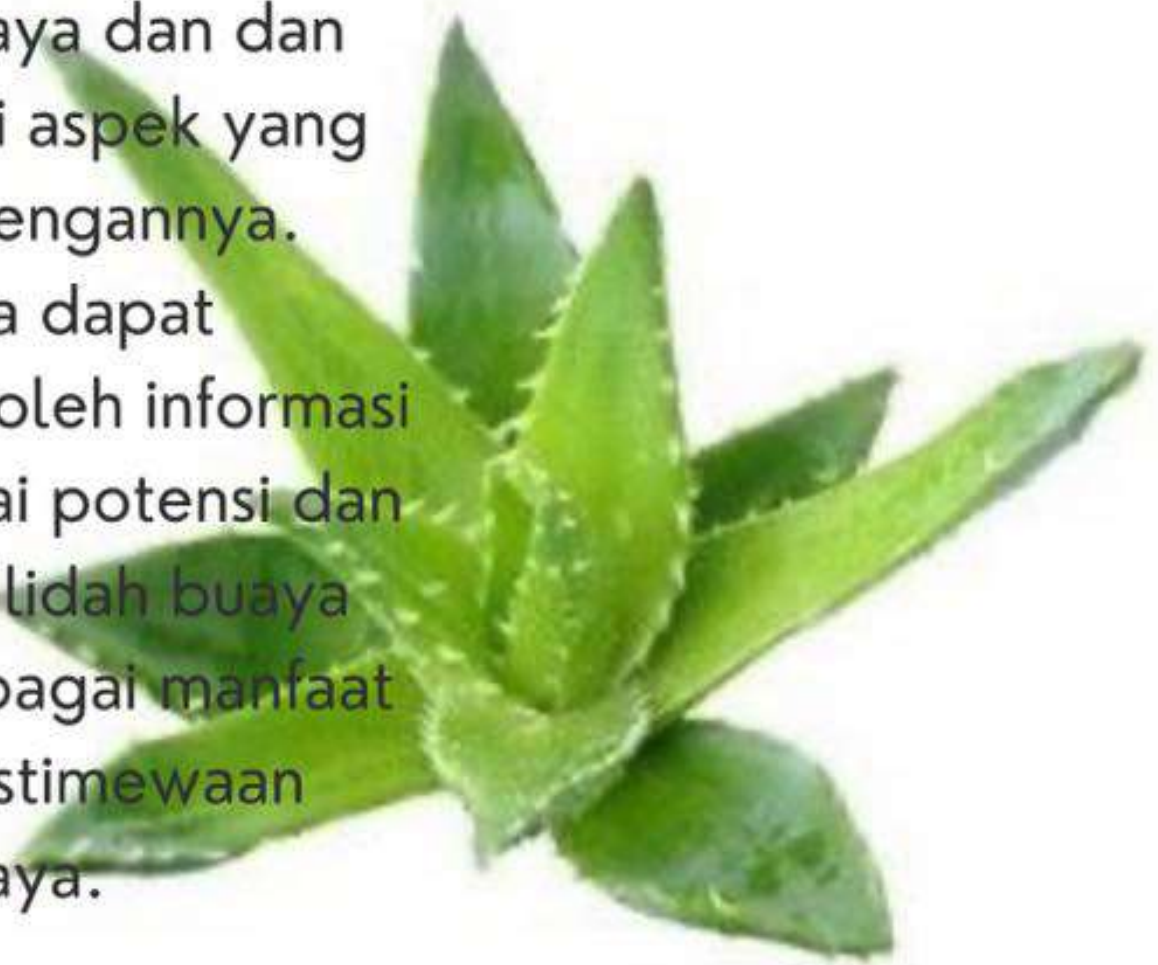 aya dan dan
i aspek yang
engannya.
a dapat
oleh informasi
ai potensi dan
lidah buaya
bagai manfaat
stimewaan
aya.